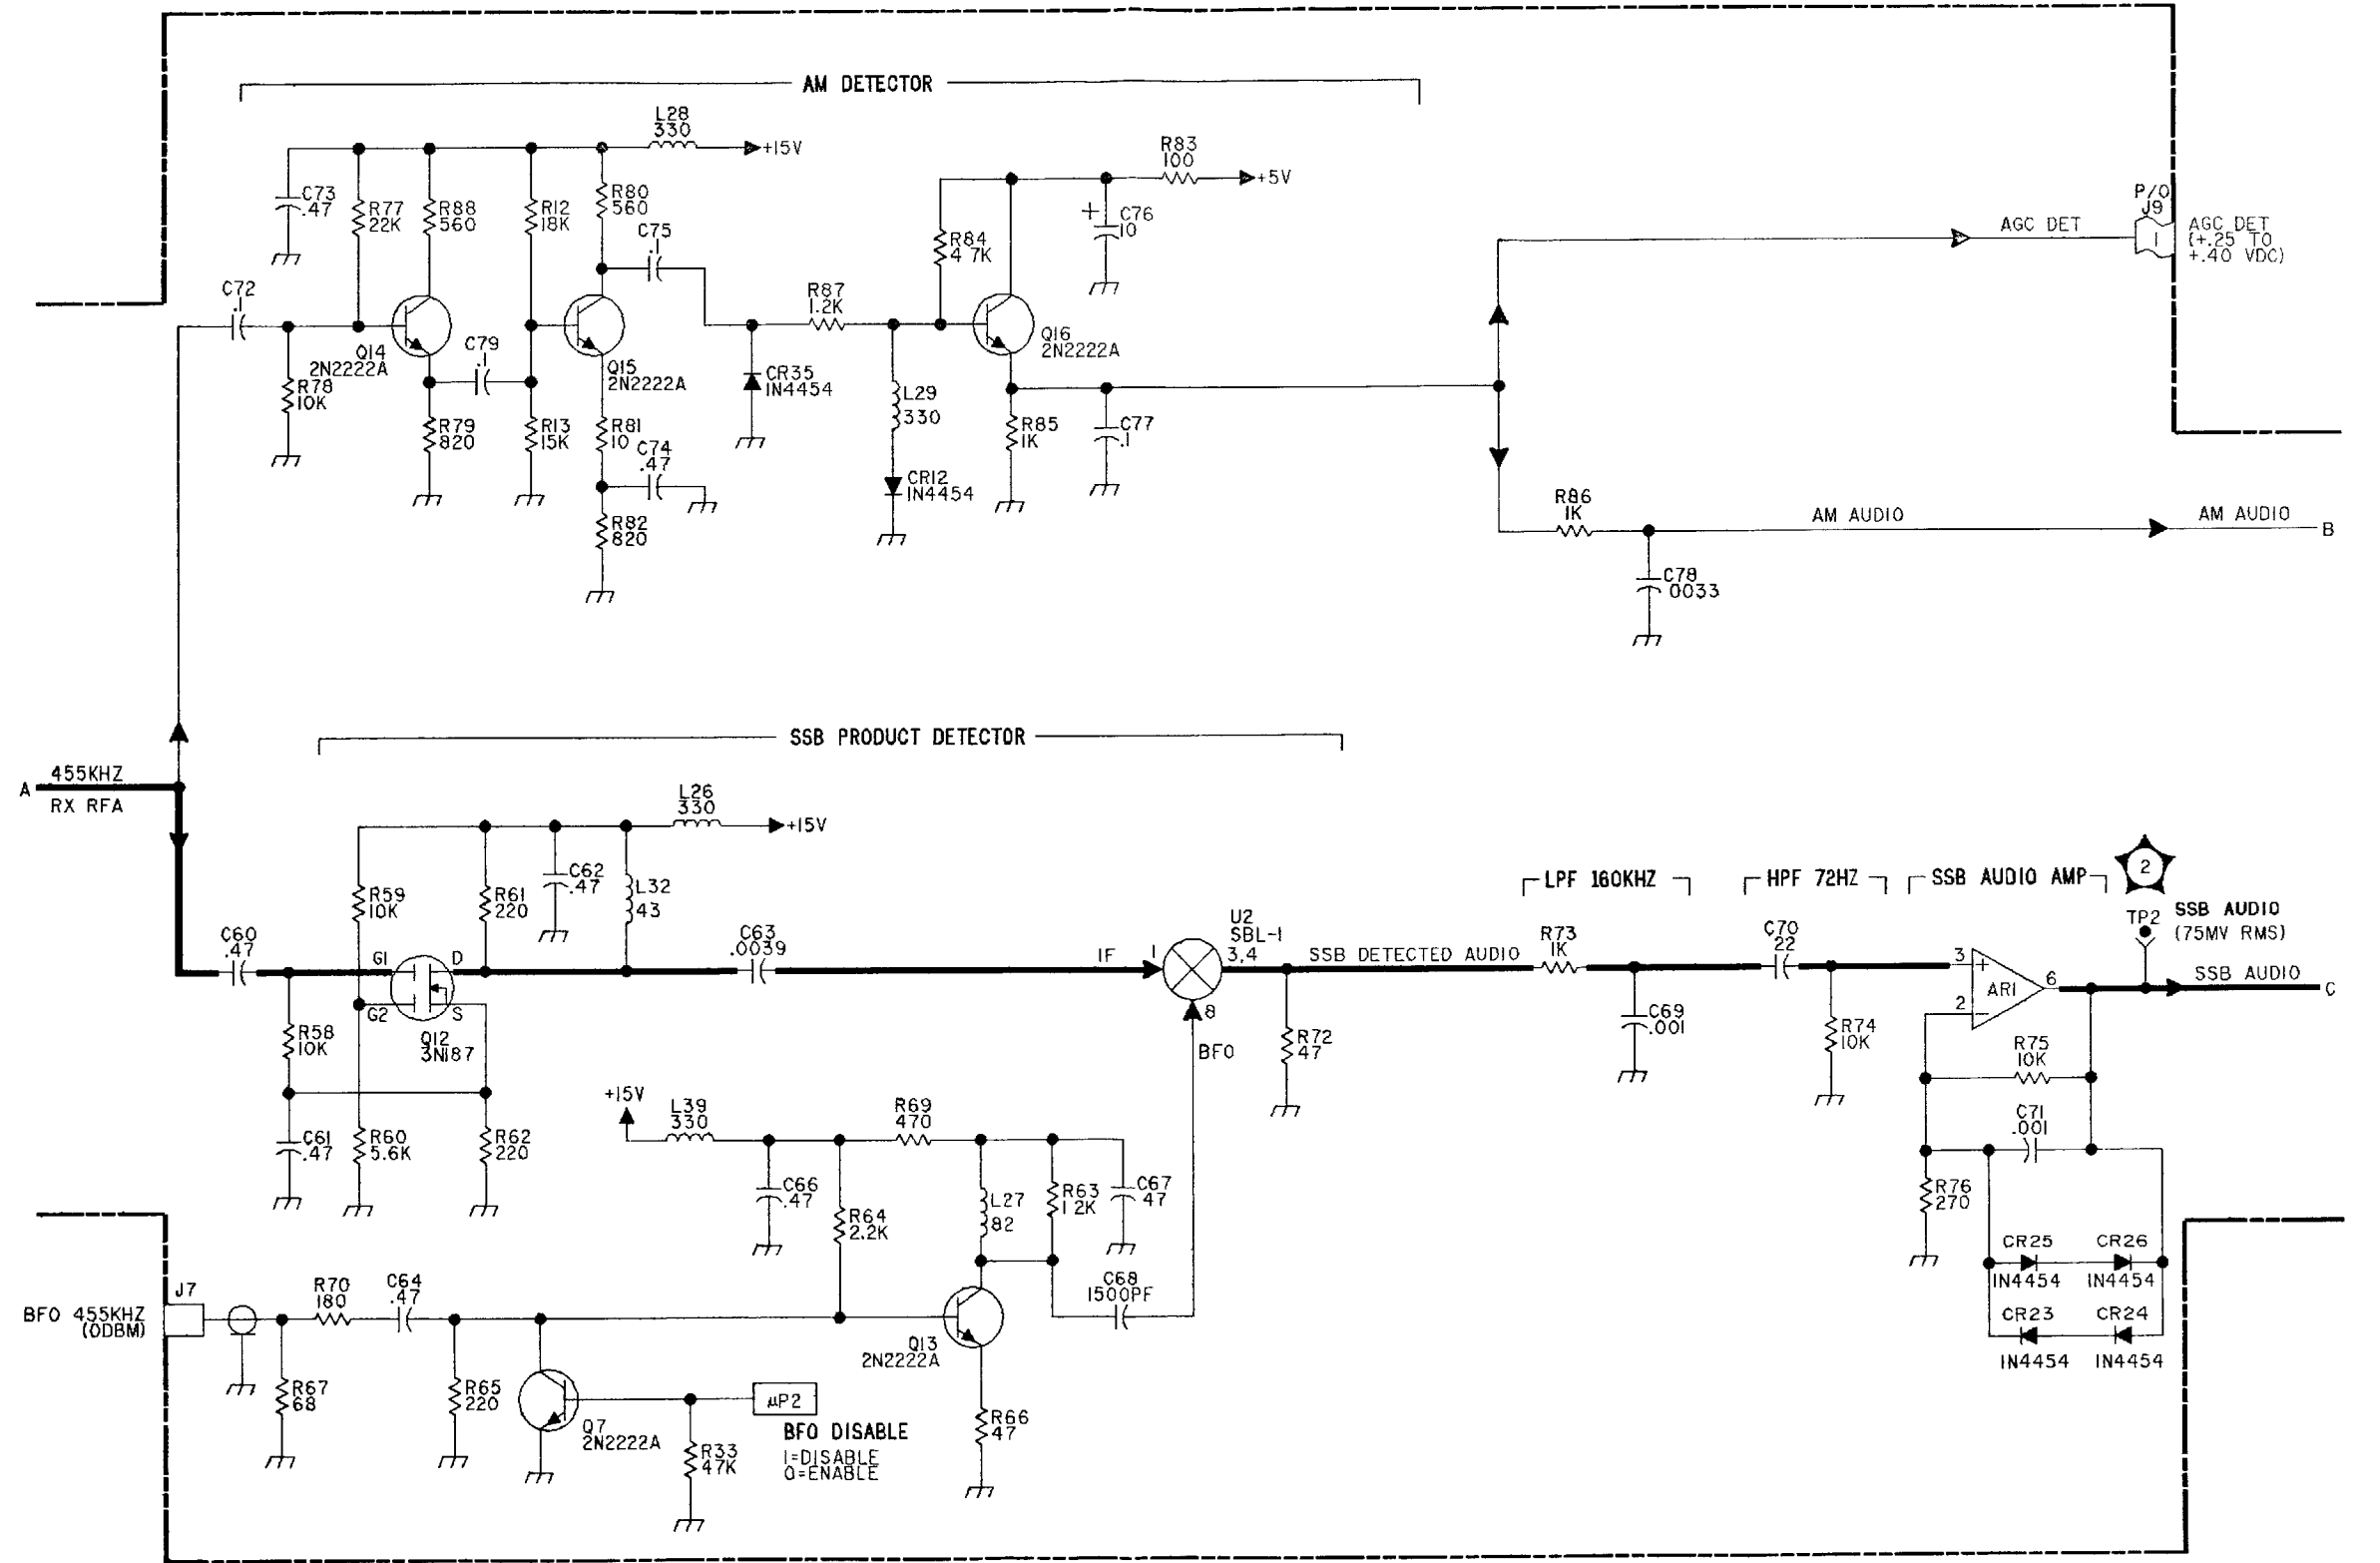 AM DETECTOR
L28
330
+15V
C73
.47
R77
22K
R88
560
R12
18K
R80
560
C75
.1
R83
100
+5V
C76
10
R84
4.7K
P/O
J9
1
AGC DET
AGC DET
(+.25 TO
+.40 VDC)
C72
.1
Q14
2N2222A
R78
10K
C79
.1
R79
820
R13
15K
Q15
2N2222A
R81
10
C74
.47
R82
820
R87
1.2K
CR35
1N4454
L29
330
CR12
1N4454
Q16
2N2222A
R85
1K
C77
.1
R86
1K
AM AUDIO
AM AUDIO
B
C78
.0033
SSB PRODUCT DETECTOR
A
455KHZ
RX RFA
L26
330
+15V
R59
10K
R61
220
C62
.47
L32
43
C60
.47
G1
D
G2
S
Q12
3N187
R58
10K
C61
.47
R60
5.6K
R62
220
C63
.0039
IF
1
U2
SBL-1
3,4
8
BFO
SSB DETECTED AUDIO
R72
47
LPF 160KHZ
R73
1K
C69
.001
HPF 72HZ
C70
.22
R74
10K
SSB AUDIO AMP
3
+
2
-
AR1
6
2
TP2
SSB AUDIO
(75MV RMS)
SSB AUDIO
C
R75
10K
C71
.001
R76
270
CR25
1N4454
CR26
1N4454
CR23
1N4454
CR24
1N4454
+15V
L39
330
R69
470
C66
.47
R64
2.2K
L27
82
R63
1.2K
C67
.47
C68
1500PF
BFO 455KHZ
(0DBM)
J7
R70
180
C64
.47
R67
68
R65
220
Q7
2N2222A
R33
47K
µP2
BFO DISABLE
1=DISABLE
0=ENABLE
Q13
2N2222A
R66
47